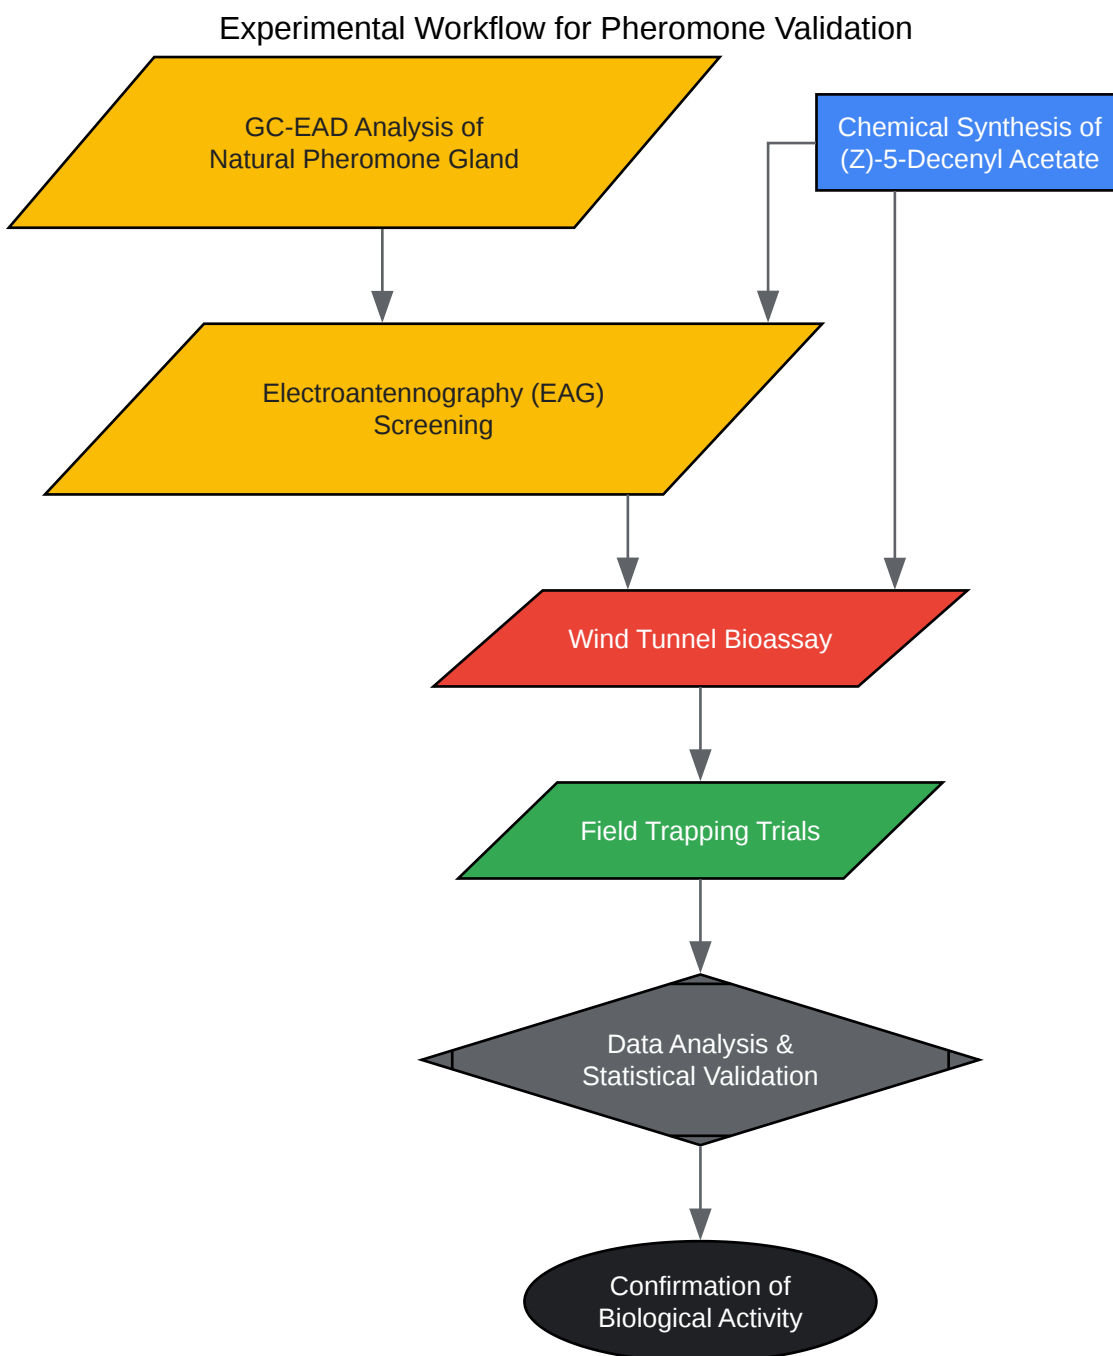 Experimental Workflow for Pheromone Validation
GC-EAD Analysis of
Natural Pheromone Gland
Chemical Synthesis of
(Z)-5-Decenyl Acetate
Electroantennography (EAG)
Screening
Wind Tunnel Bioassay
Field Trapping Trials
Data Analysis &
Statistical Validation
Confirmation of
Biological Activity